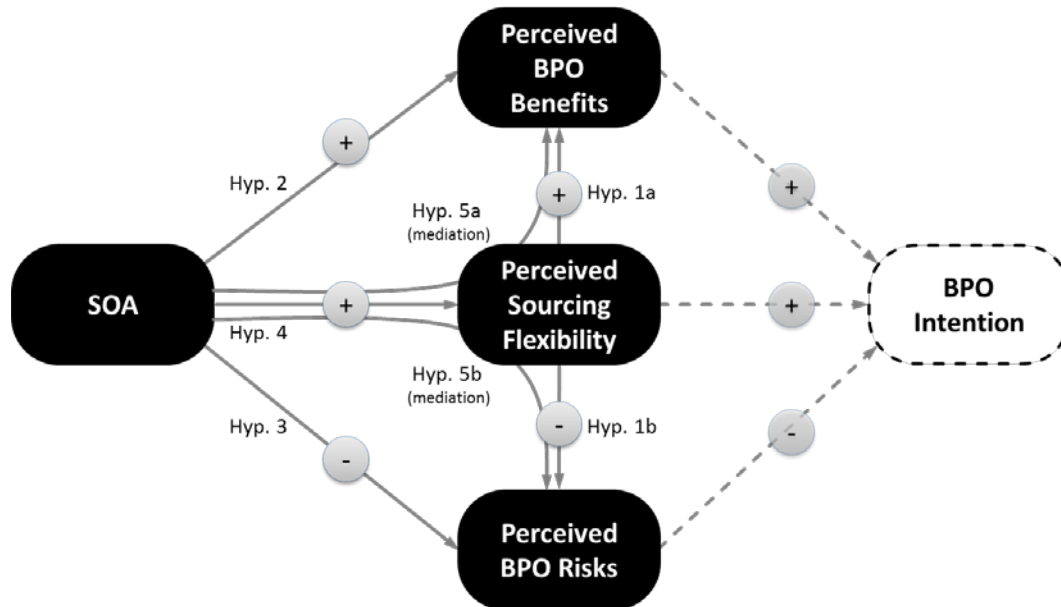 Perceived
BPO
Benefits
+
+
Hyp. 2
+
Hyp. 1a
Hyp. 5a
(mediation)
SOA
+
Perceived
Sourcing
Flexibility
+
BPO
Intention
Hyp. 4
Hyp. 5b
(mediation)
Hyp. 3
-
Hyp. 1b
-
-
Perceived
BPO Risks